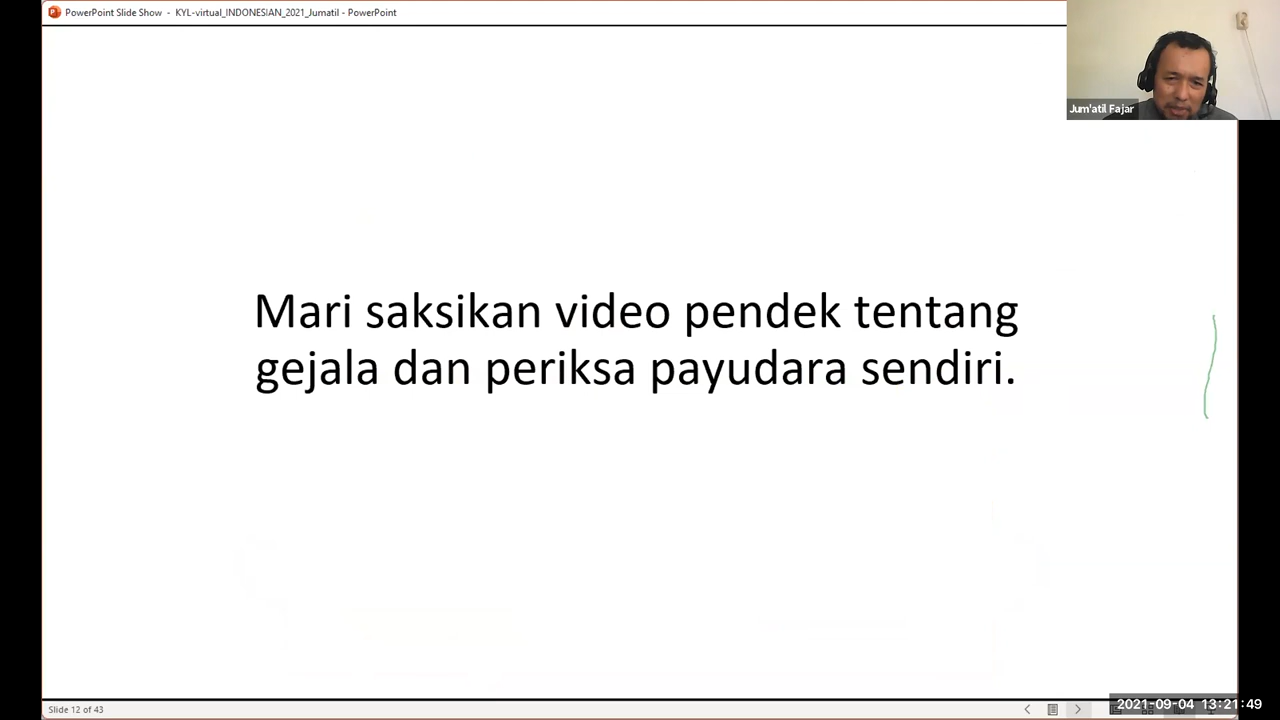 PowerPoint Slide Show - KYL-virtual_INDONESIAN_2021_Jumatil - PowerPoint
Jum'atil Fajar
Mari saksikan video pendek tentang
gejala dan periksa payudara sendiri.
Slide 12 of 43
2021-09-04 13:21:49